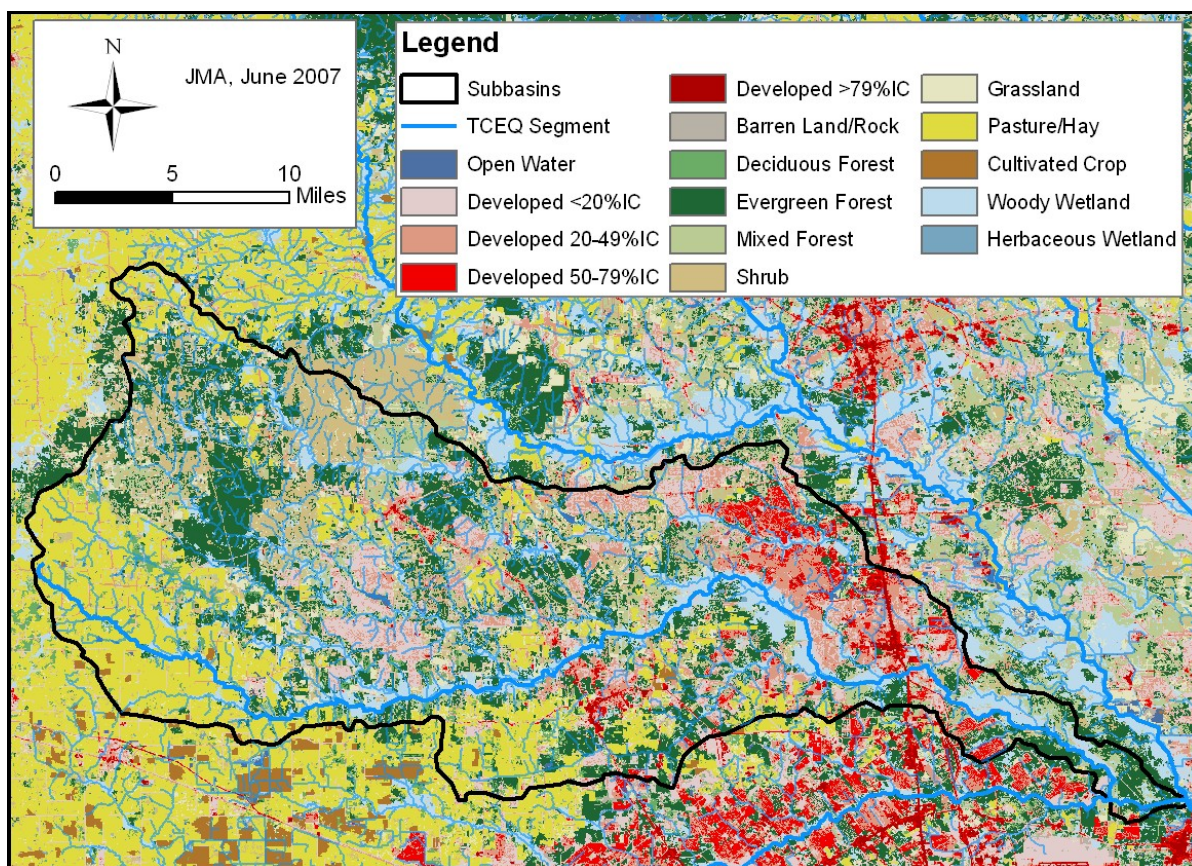 N
JMA, June 2007
0 5 10
Miles
Legend
Subbasins
TCEQ Segment
Open Water
Developed <20%IC
Developed 20-49%IC
Developed 50-79%IC
Developed >79%IC
Barren Land/Rock
Deciduous Forest
Evergreen Forest
Mixed Forest
Shrub
Grassland
Pasture/Hay
Cultivated Crop
Woody Wetland
Herbaceous Wetland